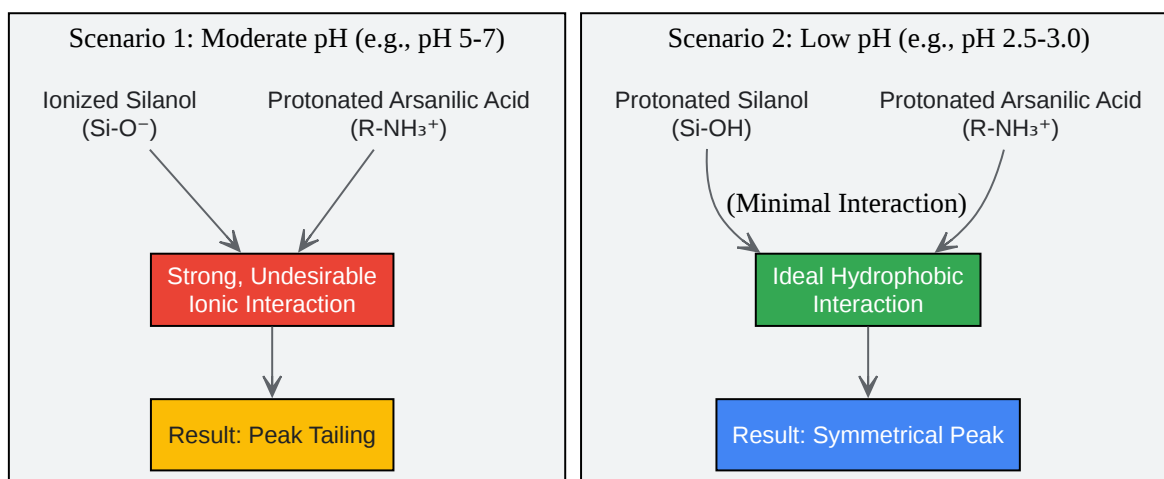 Scenario 1: Moderate pH (e.g., pH 5-7)
Ionized Silanol
(Si-O⁻)
Protonated Arsanilic Acid
(R-NH₃⁺)
Strong, Undesirable
Ionic Interaction
Result: Peak Tailing
Scenario 2: Low pH (e.g., pH 2.5-3.0)
Protonated Silanol
(Si-OH)
Protonated Arsanilic Acid
(R-NH₃⁺)
(Minimal Interaction)
Ideal Hydrophobic
Interaction
Result: Symmetrical Peak